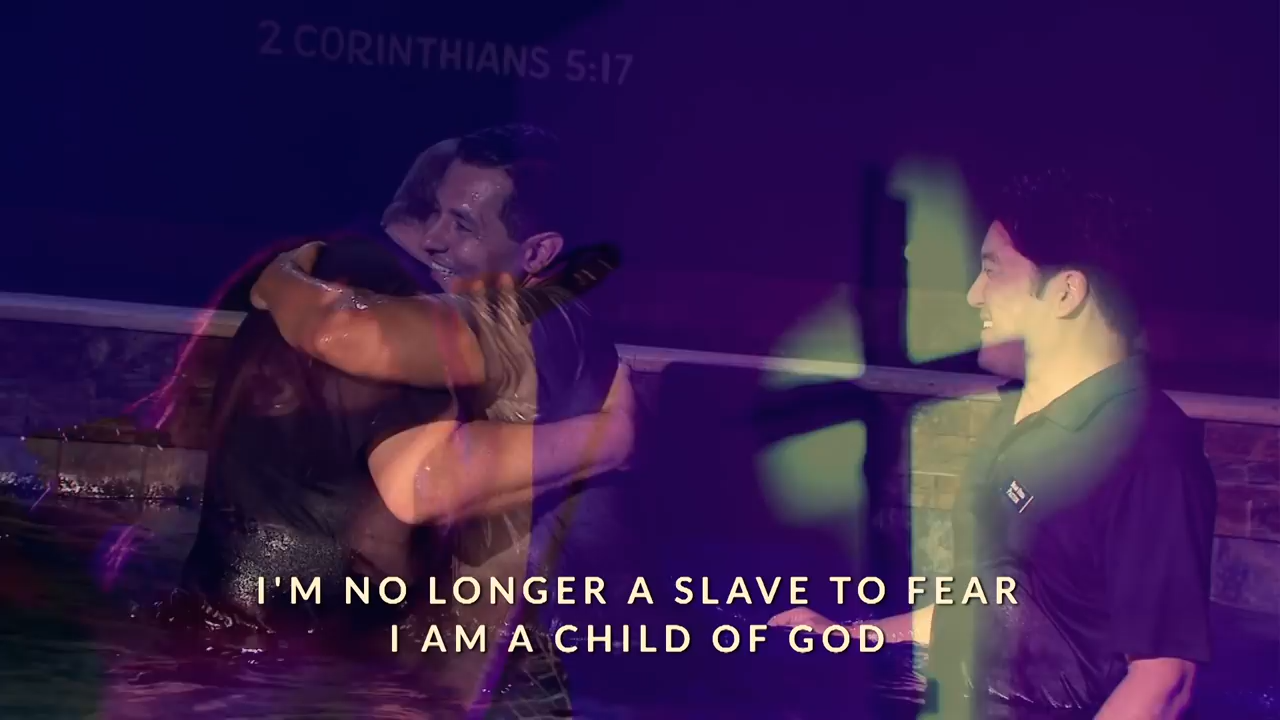 2 CORINTHIANS 5:17
I'M NO LONGER A SLAVE TO FEAR
I AM A CHILD OF GOD